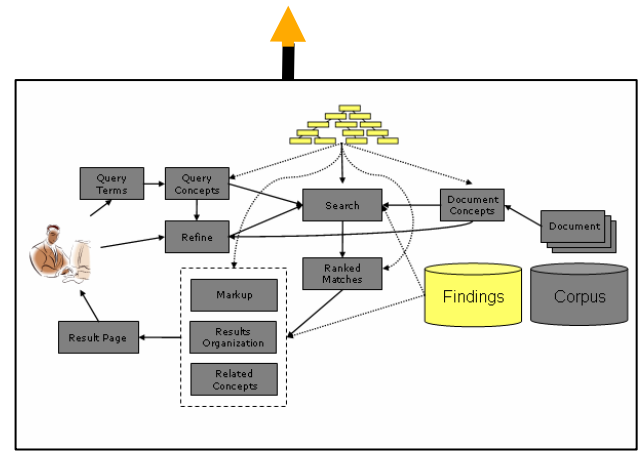 Query
Terms
Query
Concepts
Search
Document
Concepts
Document
Refine
Ranked
Matches
Markup
Findings
Corpus
Result Page
Results
Organization
Related
Concepts